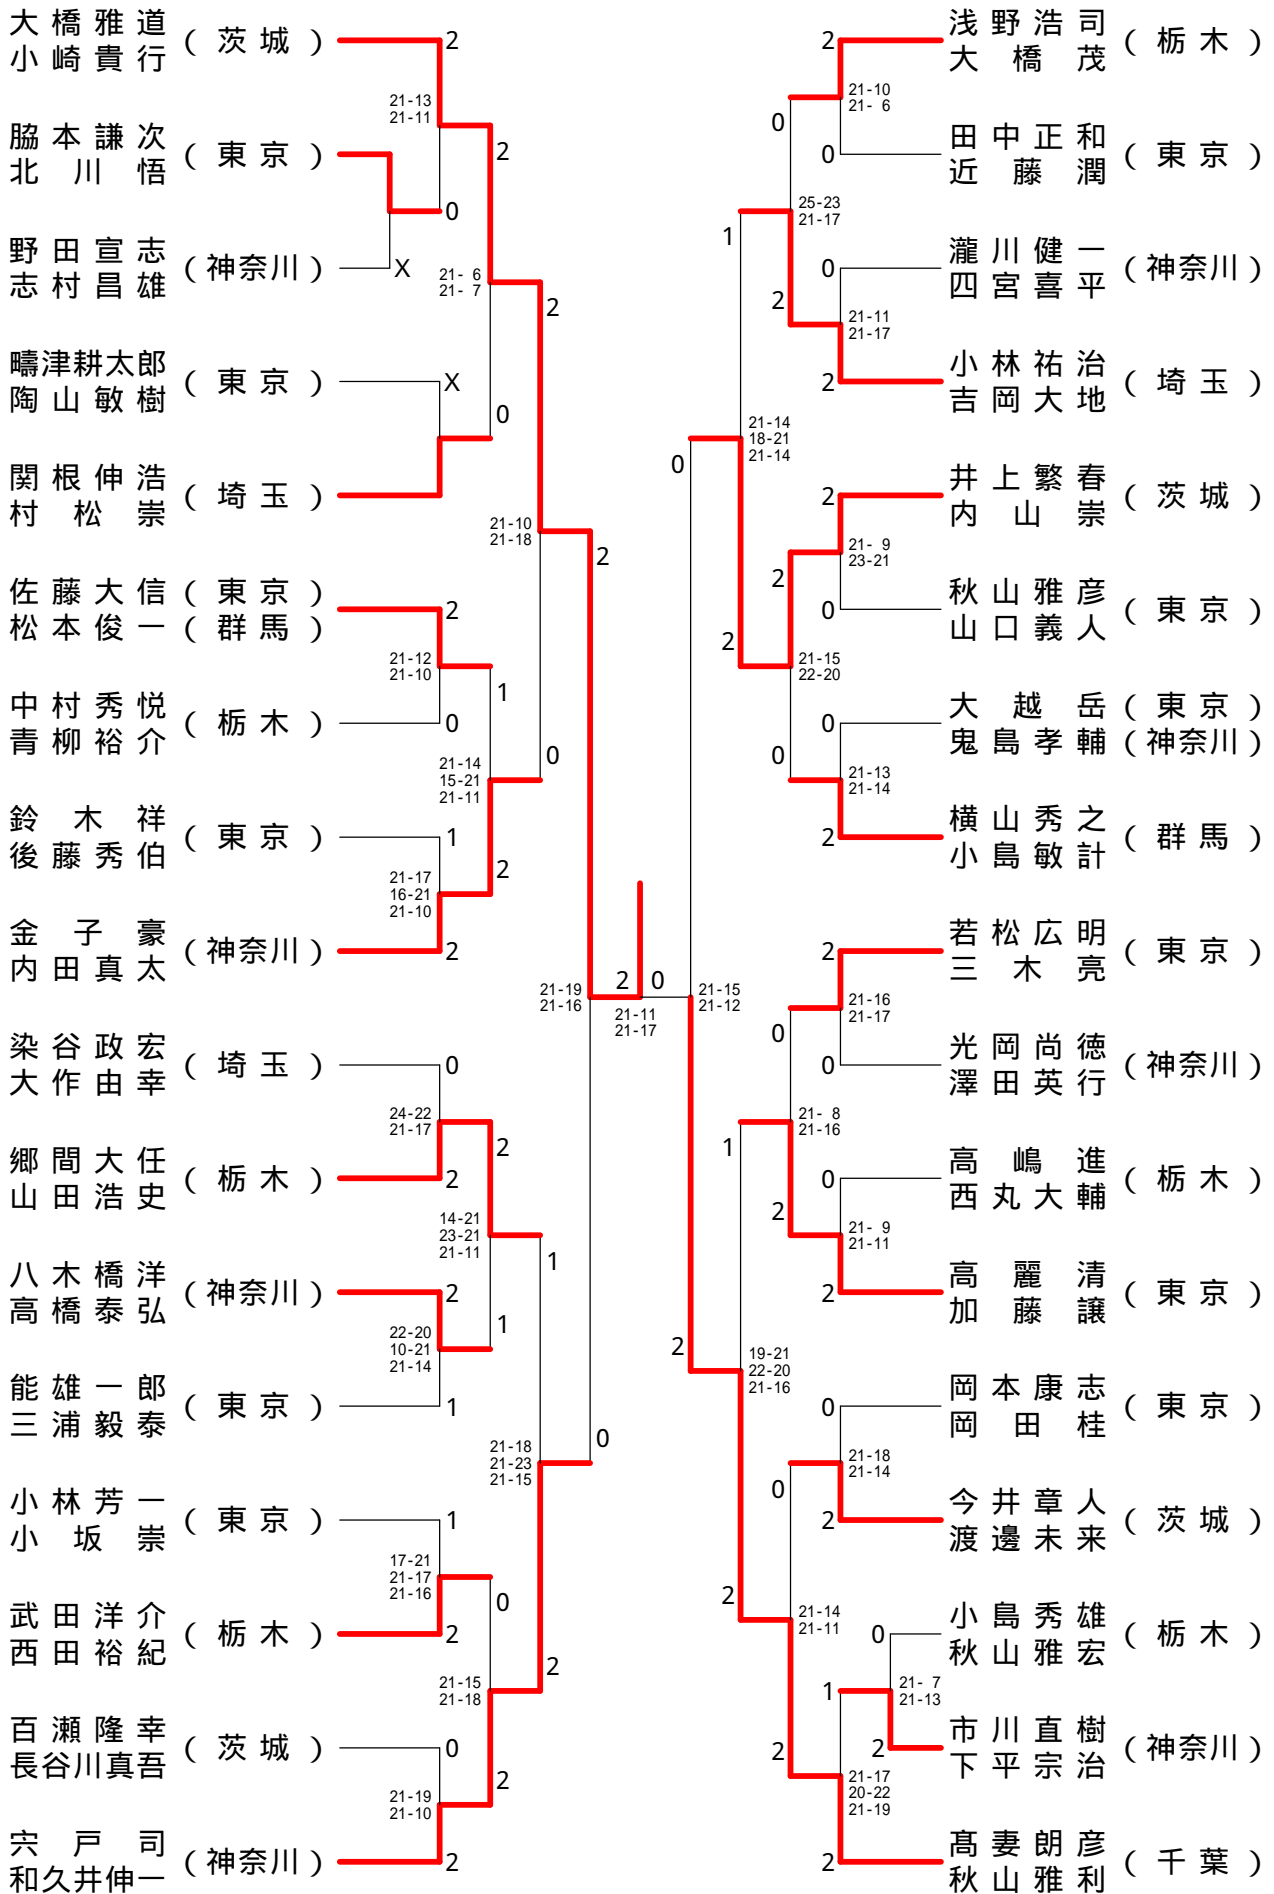 大橋雅道
小崎貴行
(茨城)
2
21-13
21-11
2
脇本謙次
北川悟
(東京)
0
野田宣志
志村昌雄
(神奈川)
X
21- 6
21- 7
2
疇津耕太郎
陶山敏樹
(東京)
X
0
関根伸浩
村松崇
(埼玉)
21-10
21-18
2
佐藤大信(東京)
松本俊一(群馬)
2
21-12
21-10
1
中村秀悦
青柳裕介
(栃木)
0
21-14
15-21
21-11
0
鈴木祥
後藤秀伯
(東京)
1
21-17
16-21
21-10
2
金子豪
内田真太
(神奈川)
2
21-19
21-16
2 0
21-11
21-17
染谷政宏
大作由幸
(埼玉)
0
24-22
21-17
2
郷間大任
山田浩史
(栃木)
2
14-21
23-21
21-11
1
八木橋洋
高橋泰弘
(神奈川)
2
22-20
10-21
21-14
1
能雄一郎
三浦毅泰
(東京)
1
21-18
21-23
21-15
0
小林芳一
小坂崇
(東京)
1
17-21
21-17
21-16
0
武田洋介
西田裕紀
(栃木)
2
21-15
21-18
2
百瀬隆幸
長谷川真吾
(茨城)
0
21-19
21-10
2
宍戸司
和久井伸一
(神奈川)
2
2
浅野浩司
大橋茂
(栃木)
21-10
21- 6
0
0
田中正和
近藤潤
(東京)
25-23
21-17
1
0
瀧川健一
四宮喜平
(神奈川)
21-11
21-17
2
2
小林祐治
吉岡大地
(埼玉)
21-14
18-21
21-14
0
2
井上繁春
内山崇
(茨城)
21- 9
23-21
2
0
秋山雅彦
山口義人
(東京)
21-15
22-20
2
0
大越岳(東京)
鬼島孝輔(神奈川)
21-13
21-14
0
2
横山秀之
小島敏計
(群馬)
21-15
21-12
2
若松広明
三木亮
(東京)
21-16
21-17
0
0
光岡尚徳
澤田英行
(神奈川)
21- 8
21-16
1
0
高嶋進
西丸大輔
(栃木)
21- 9
21-11
2
2
高麗清
加藤譲
(東京)
19-21
22-20
21-16
2
0
岡本康志
岡田桂
(東京)
21-18
21-14
0
2
今井章人
渡邊未来
(茨城)
21-14
21-11
2
0
小島秀雄
秋山雅宏
(栃木)
21- 7
21-13
1
2
市川直樹
下平宗治
(神奈川)
21-17
20-22
21-19
2
2
髙妻朗彦
秋山雅利
(千葉)